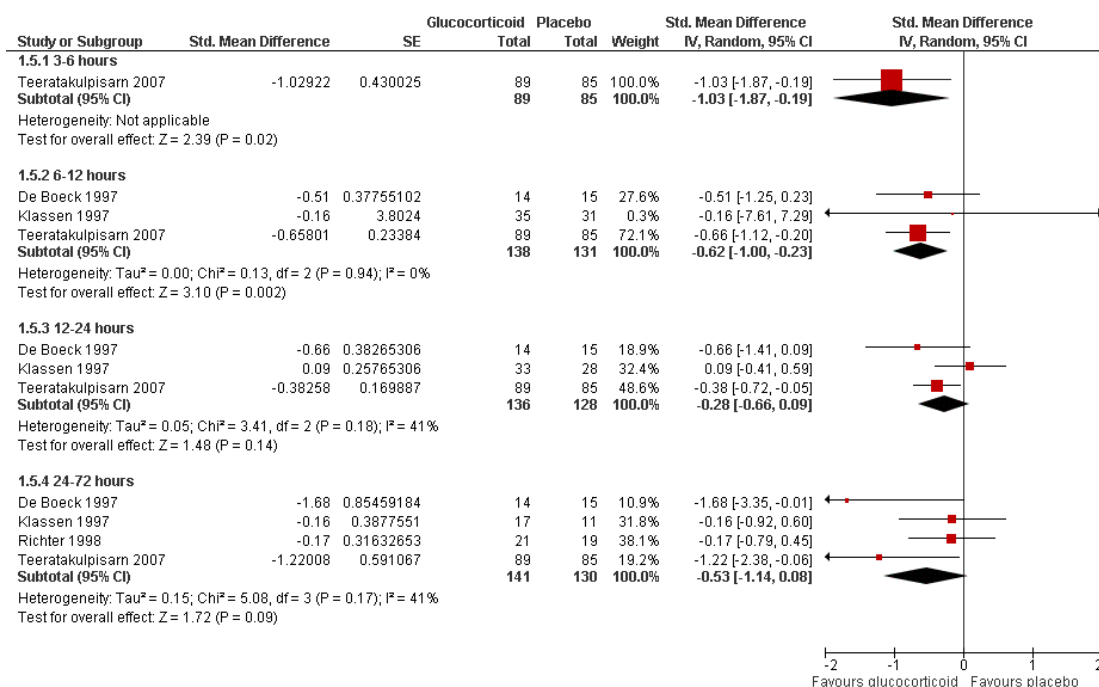 Glucocorticoid Placebo Std. Mean Difference Std. Mean Difference
Study or Subgroup Std. Mean Difference SE Total Total Weight IV, Random, 95% CI IV, Random, 95% CI
1.5.1 3-6 hours
Teeratakulpisarn 2007 -1.02922 0.430025 89 85 100.0% -1.03 [-1.87, -0.19]
Subtotal (95% CI) 89 85 100.0% -1.03 [-1.87, -0.19]
Heterogeneity: Not applicable
Test for overall effect: Z = 2.39 (P = 0.02)
1.5.2 6-12 hours
De Boeck 1997 -0.51 0.37755102 14 15 27.6% -0.51 [-1.25, 0.23]
Klassen 1997 -0.16 3.8024 35 31 0.3% -0.16 [-7.61, 7.29]
Teeratakulpisarn 2007 -0.65801 0.23384 89 85 72.1% -0.66 [-1.12, -0.20]
Subtotal (95% CI) 138 131 100.0% -0.62 [-1.00, -0.23]
Heterogeneity: Tau² = 0.00; Chi² = 0.13, df = 2 (P = 0.94); I² = 0%
Test for overall effect: Z = 3.10 (P = 0.002)
1.5.3 12-24 hours
De Boeck 1997 -0.66 0.38265306 14 15 18.9% -0.66 [-1.41, 0.09]
Klassen 1997 0.09 0.25765306 33 28 32.4% 0.09 [-0.41, 0.59]
Teeratakulpisarn 2007 -0.38258 0.169887 89 85 48.6% -0.38 [-0.72, -0.05]
Subtotal (95% CI) 136 128 100.0% -0.28 [-0.66, 0.09]
Heterogeneity: Tau² = 0.05; Chi² = 3.41, df = 2 (P = 0.18); I² = 41%
Test for overall effect: Z = 1.48 (P = 0.14)
1.5.4 24-72 hours
De Boeck 1997 -1.68 0.85459184 14 15 10.9% -1.68 [-3.35, -0.01]
Klassen 1997 -0.16 0.3877551 17 11 31.8% -0.16 [-0.92, 0.60]
Richter 1998 -0.17 0.31632653 21 19 38.1% -0.17 [-0.79, 0.45]
Teeratakulpisarn 2007 -1.22008 0.591067 89 85 19.2% -1.22 [-2.38, -0.06]
Subtotal (95% CI) 141 130 100.0% -0.53 [-1.14, 0.08]
Heterogeneity: Tau² = 0.15; Chi² = 5.08, df = 3 (P = 0.17); I² = 41%
Test for overall effect: Z = 1.72 (P = 0.09)
-2 -1 0 1 2
Favours glucocorticoid Favours placebo